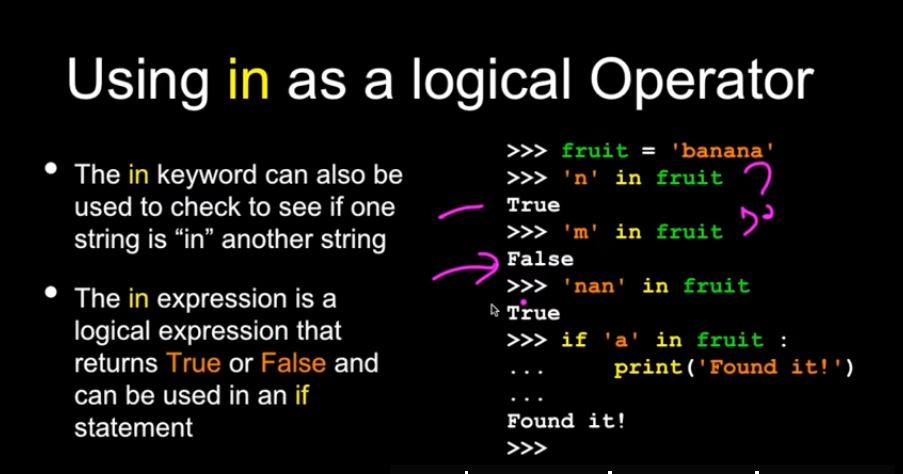 Using in as a logical Operator
• The in keyword can also be
used to check to see if one
string is “in” another string
• The in expression is a
logical expression that
returns True or False and
can be used in an if
statement
>>> fruit = 'banana'
>>> 'n' in fruit
True
>>> 'm' in fruit
False
>>> 'nan' in fruit
True
>>> if 'a' in fruit :
...     print('Found it!')
...
Found it!
>>>